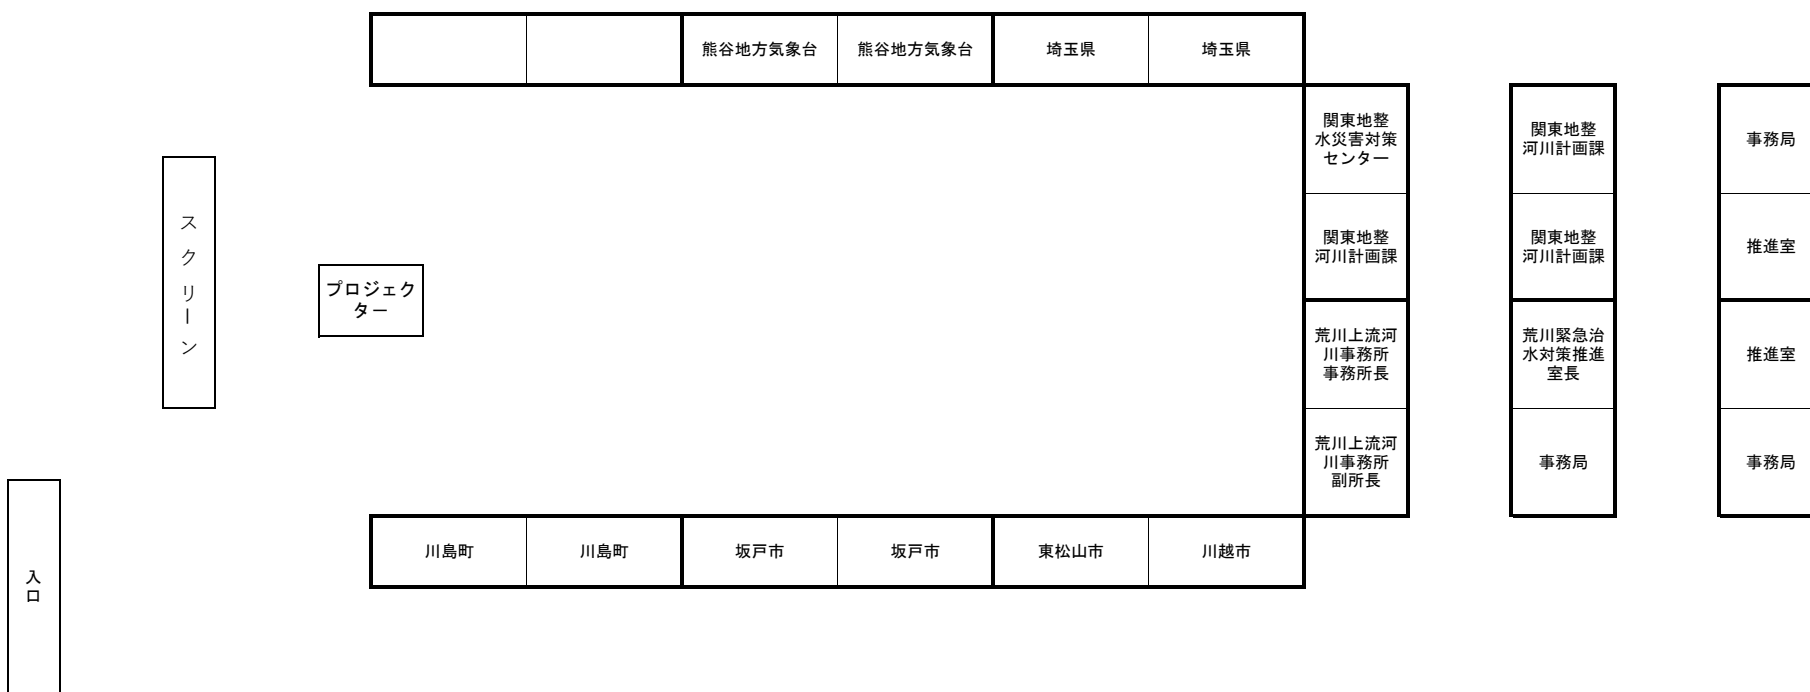 熊谷地方気象台
熊谷地方気象台
埼玉県
埼玉県
関東地整
水災害対策
センター
関東地整
河川計画課
事務局
スクリーン
関東地整
河川計画課
関東地整
河川計画課
推進室
プロジェク
ター
荒川上流河
川事務所
事務所長
荒川緊急治
水対策推進
室長
推進室
荒川上流河
川事務所
副所長
事務局
事務局
川島町
川島町
坂戸市
坂戸市
東松山市
川越市
入口